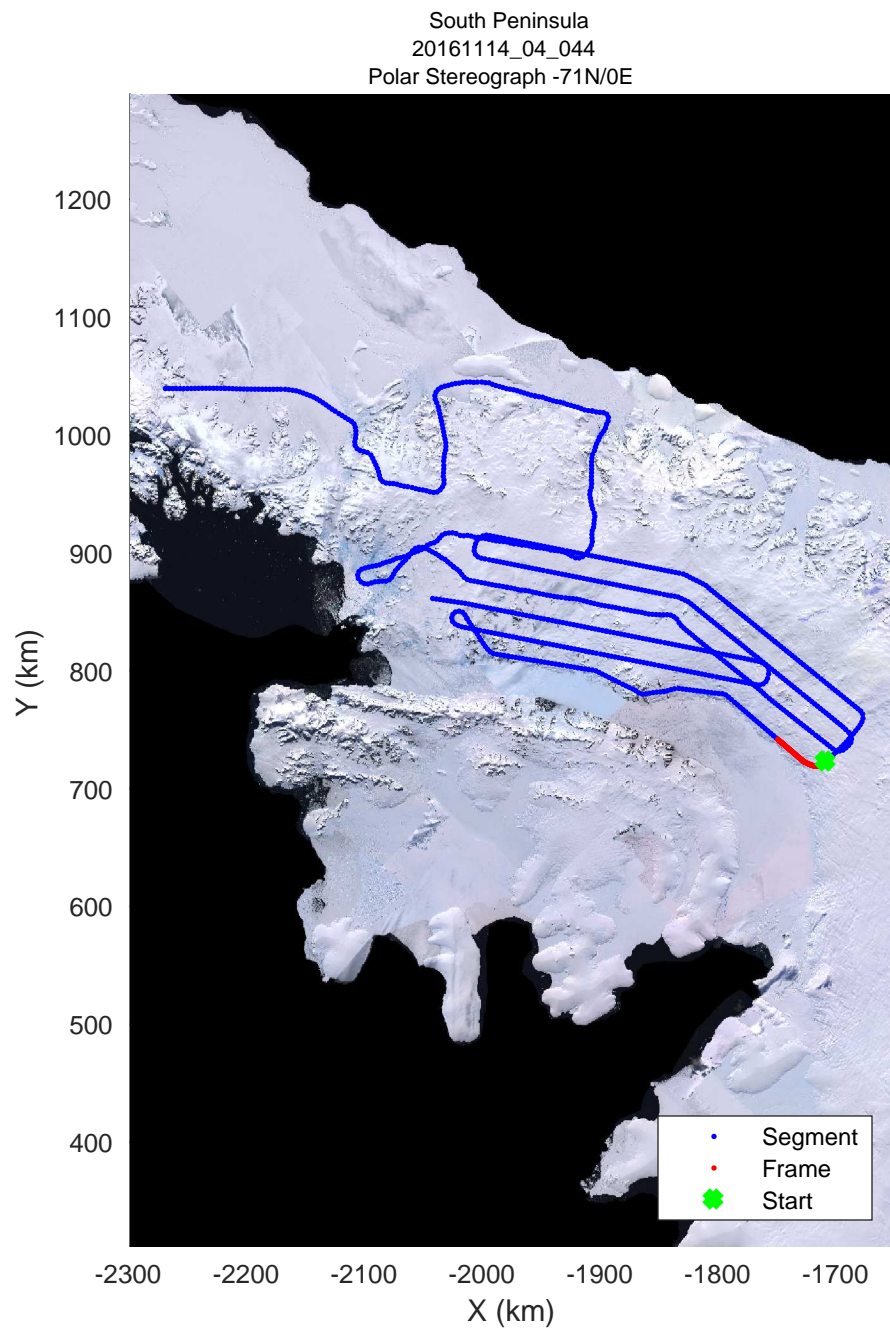 South Peninsula
20161114_04_044
Polar Stereograph -71N/0E
1200
1100
1000
900
800
700
600
500
400
Y (km)
Segment
Frame
Start
-2300 -2200 -2100 -2000 -1900 -1800 -1700
X (km)